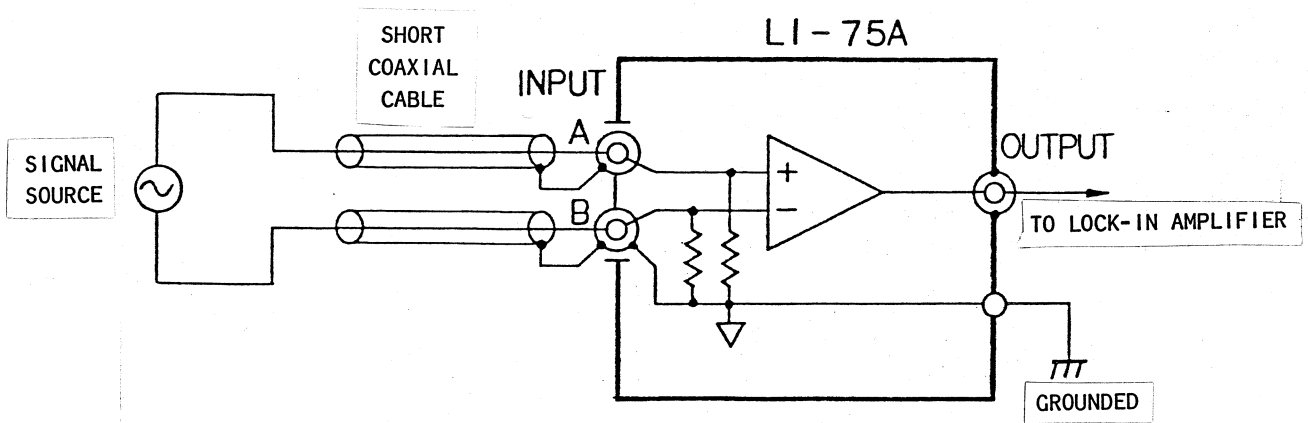 LI-75A
SHORT
COAXIAL
CABLE
INPUT
A
SIGNAL
SOURCE
B
+
-
OUTPUT
TO LOCK-IN AMPLIFIER
GROUNDED